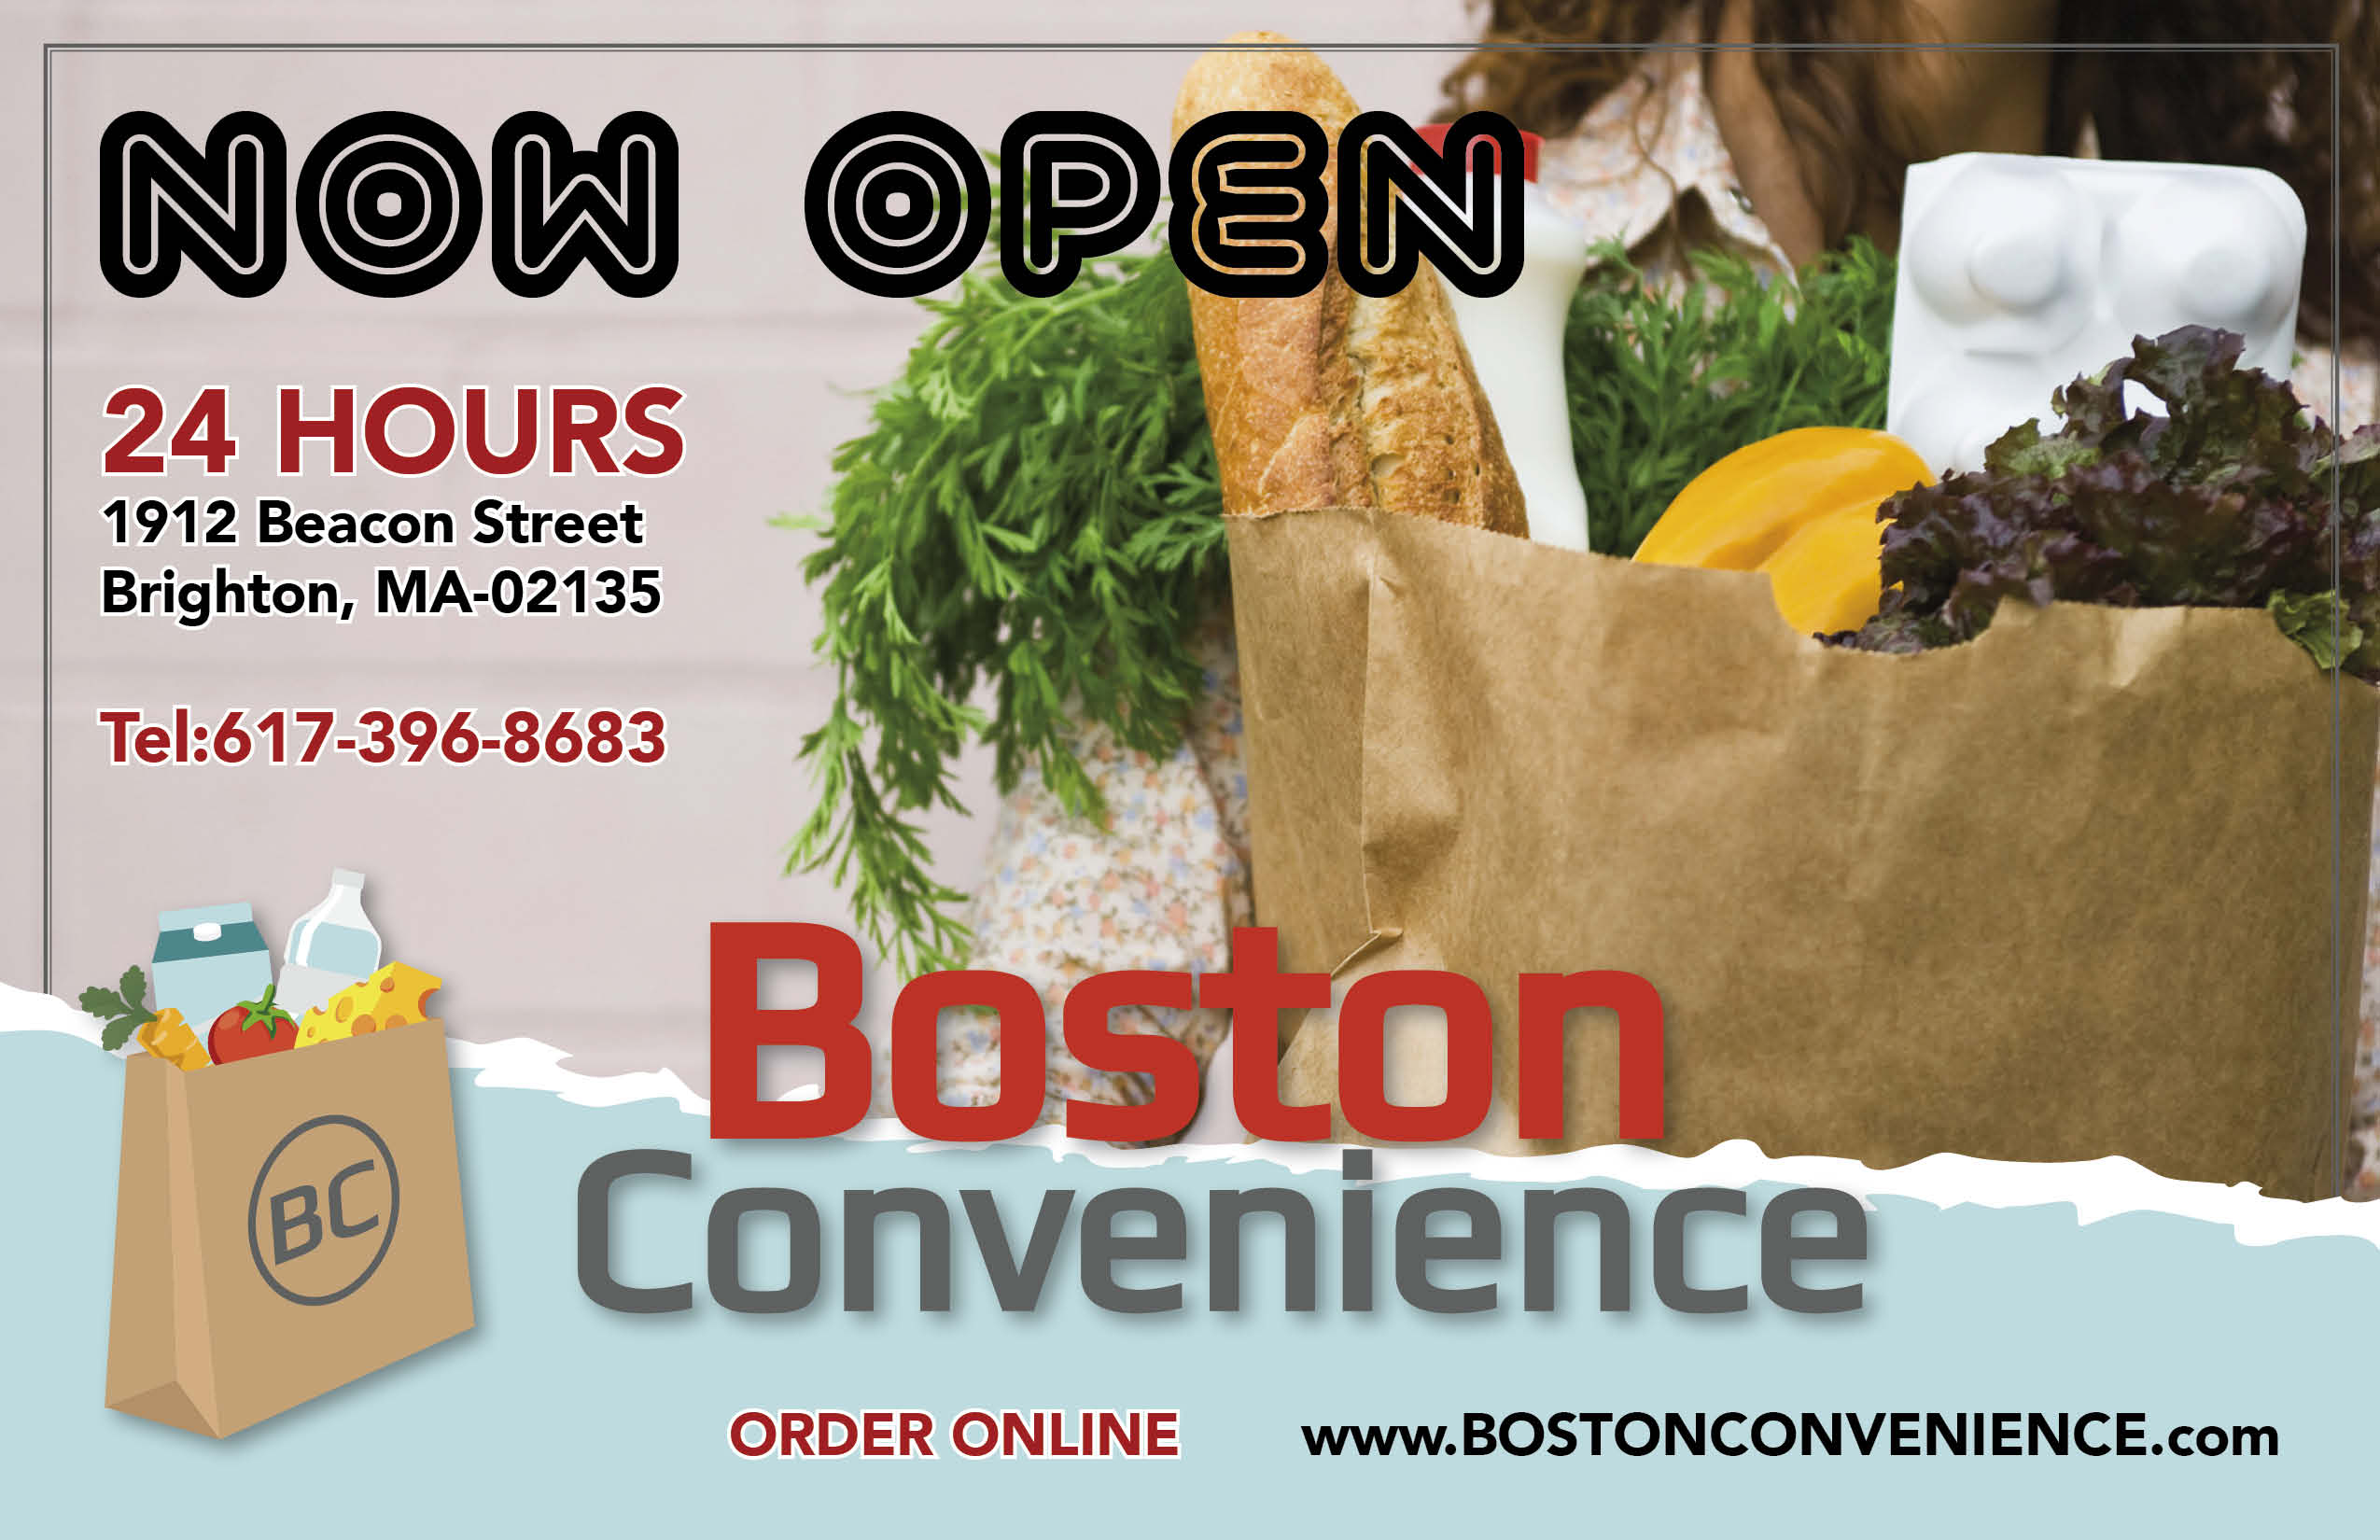 NOW OPEN
24 HOURS
1912 Beacon Street
Brighton, MA-02135
Tel:617-396-8683
BC
Boston
Convenience
ORDER ONLINE www.BOSTONCONVENIENCE.com